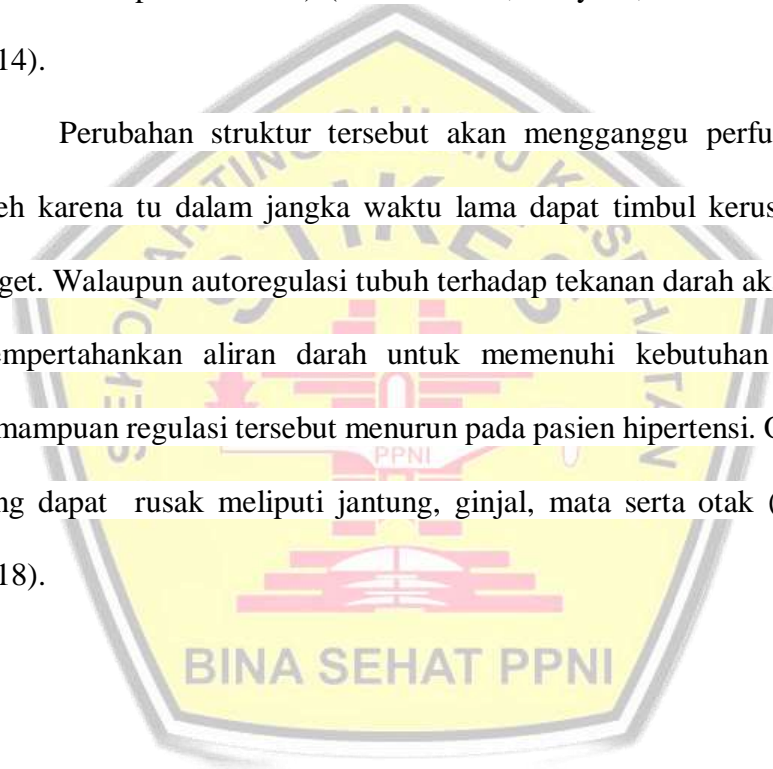 14).
Perubahan struktur tersebut akan mengganggu perfu
eh karena tu dalam jangka waktu lama dapat timbul kerus
get. Walaupun autoregulasi tubuh terhadap tekanan darah ak
empertahankan aliran darah untuk memenuhi kebutuhan
mampuan regulasi tersebut menurun pada pasien hipertensi.
PPNI
ng dapat rusak meliputi jantung, ginjal, mata serta otak (
18).
BINA SEHAT PPNI